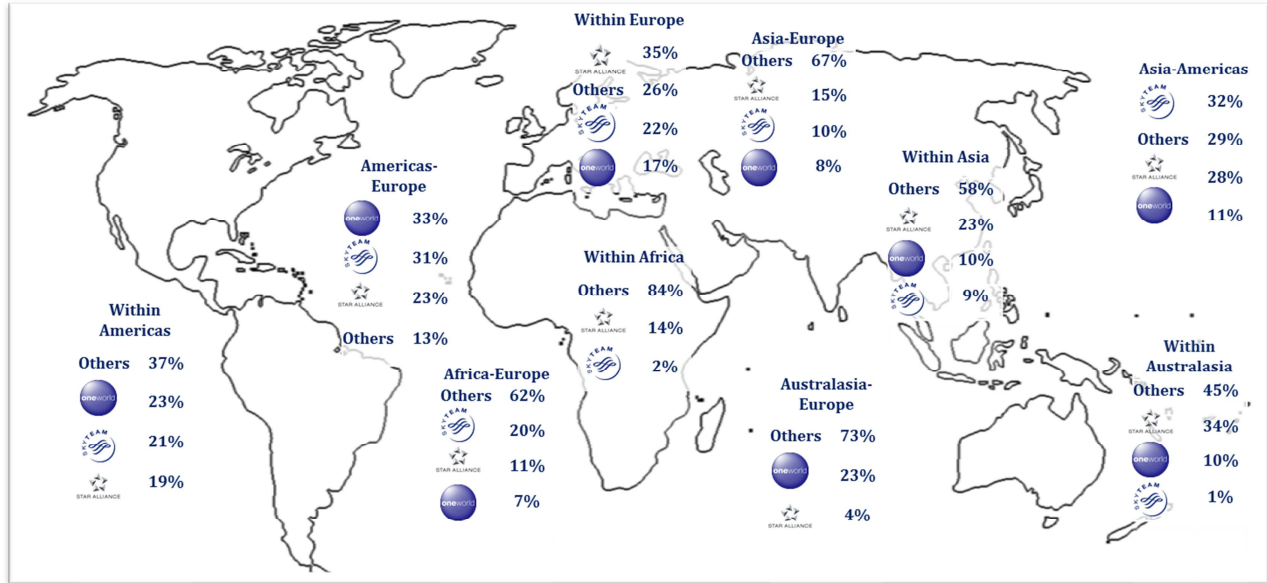 Within Europe
STAR ALLIANCE 35%
Others 26%
SKYTEAM 22%
oneworld 17%
Asia-Europe
Others 67%
STAR ALLIANCE 15%
SKYTEAM 10%
oneworld 8%
Asia-Americas
SKYTEAM 32%
Others 29%
STAR ALLIANCE 28%
oneworld 11%
Americas-
Europe
oneworld 33%
SKYTEAM 31%
STAR ALLIANCE 23%
Others 13%
Within Asia
Others 58%
STAR ALLIANCE 23%
oneworld 10%
SKYTEAM 9%
Within Africa
Others 84%
STAR ALLIANCE 14%
SKYTEAM 2%
Within
Americas
Others 37%
oneworld 23%
SKYTEAM 21%
STAR ALLIANCE 19%
Africa-Europe
Others 62%
SKYTEAM 20%
STAR ALLIANCE 11%
oneworld 7%
Australasia-
Europe
Others 73%
oneworld 23%
STAR ALLIANCE 4%
Within
Australasia
Others 45%
STAR ALLIANCE 34%
oneworld 10%
SKYTEAM 1%